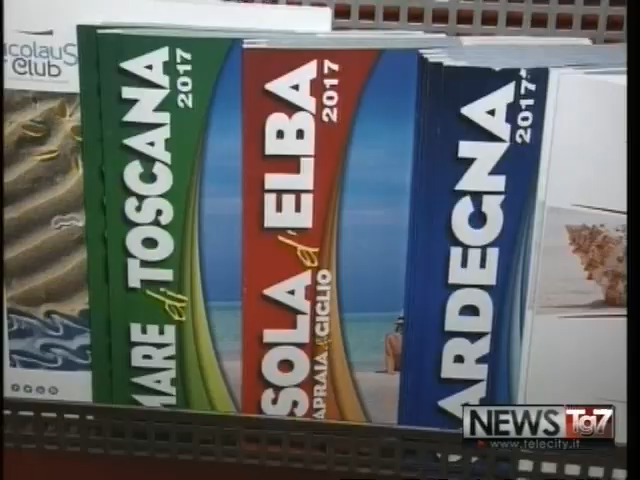 colaus
Club
MARE di TOSCANA
2017
SOLA d'ELBA
2017
APRAIA & GIGLIO
ARDEGNA
2017
NEWS Tg7
www.telecity.it